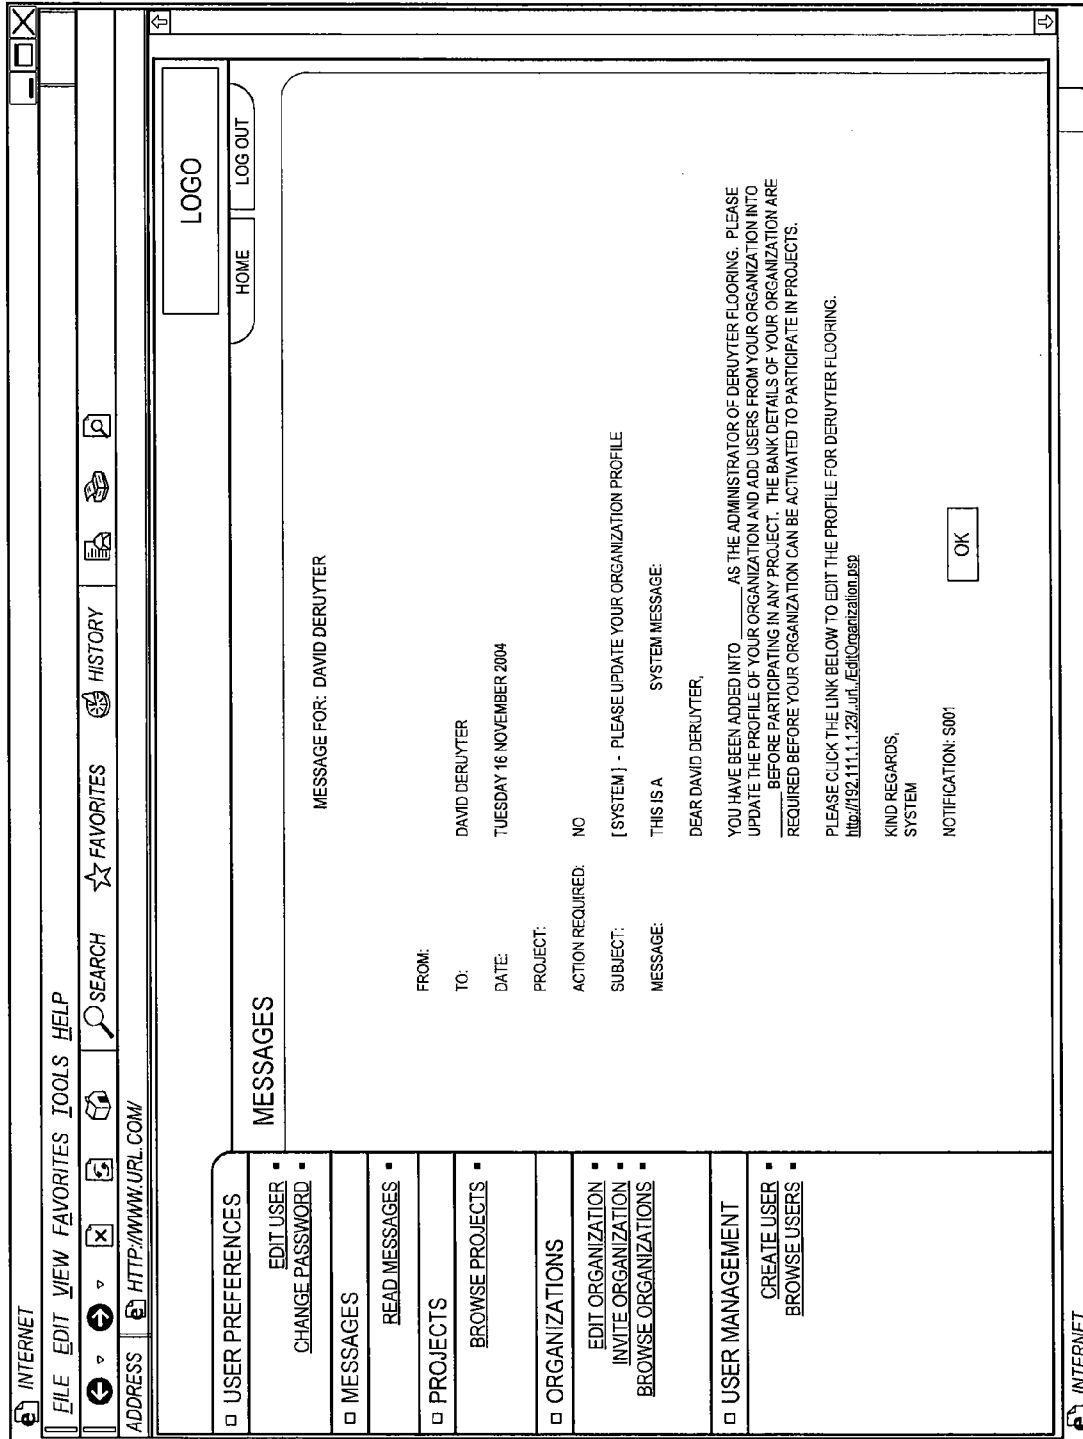 INTERNET
FILE EDIT VIEW FAVORITES TOOLS HELP
SEARCH FAVORITES HISTORY
ADDRESS HTTP://WWW.URL.COM/
LOGO
HOME LOG OUT
USER PREFERENCES
EDIT USER
CHANGE PASSWORD
MESSAGES
READ MESSAGES
PROJECTS
BROWSE PROJECTS
ORGANIZATIONS
EDIT ORGANIZATION
INVITE ORGANIZATION
BROWSE ORGANIZATIONS
USER MANAGEMENT
CREATE USER
BROWSE USERS
MESSAGES
MESSAGE FOR: DAVID DERUYTER
FROM:
TO: DAVID DERUYTER
DATE: TUESDAY 16 NOVEMBER 2004
PROJECT:
ACTION REQUIRED: NO
SUBJECT: [SYSTEM] - PLEASE UPDATE YOUR ORGANIZATION PROFILE
MESSAGE: THIS IS A SYSTEM MESSAGE:
DEAR DAVID DERUYTER,
YOU HAVE BEEN ADDED INTO ______ AS THE ADMINISTRATOR OF DERUYTER FLOORING. PLEASE
UPDATE THE PROFILE OF YOUR ORGANIZATION AND ADD USERS FROM YOUR ORGANIZATION INTO
______ BEFORE PARTICIPATING IN ANY PROJECT. THE BANK DETAILS OF YOUR ORGANIZATION ARE
REQUIRED BEFORE YOUR ORGANIZATION CAN BE ACTIVATED TO PARTICIPATE IN PROJECTS.
PLEASE CLICK THE LINK BELOW TO EDIT THE PROFILE FOR DERUYTER FLOORING.
http://192.111.1.1.23/..url../EditOrganization.psp
KIND REGARDS,
SYSTEM
NOTIFICATION: S001
OK
INTERNET